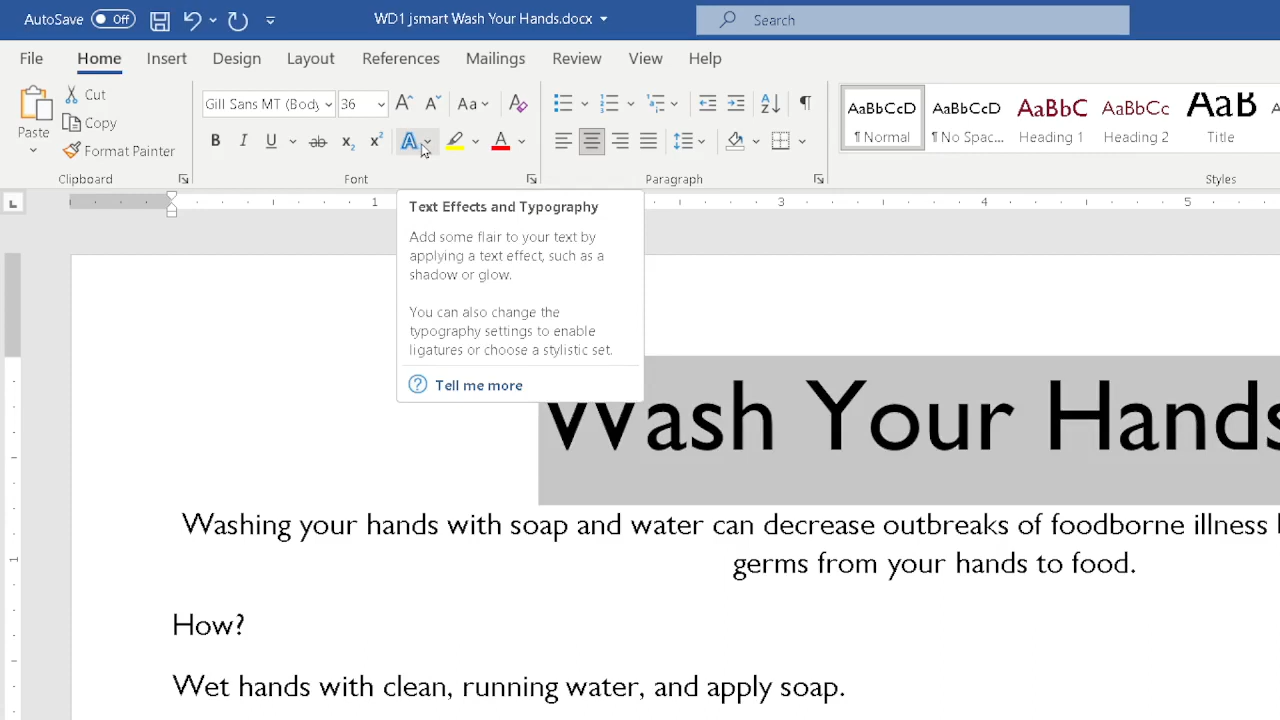 AutoSave Off WD1 jsmart Wash Your Hands.docx Search
File Home Insert Design Layout References Mailings Review View Help
Paste
Cut
Copy
Format Painter
Clipboard
Gill Sans MT (Body 36
Font
Paragraph
AaBbCcD AaBbCcD AaBbC AaBbCc AaB
¶ Normal ¶ No Spac... Heading 1 Heading 2 Title
Styles
1 3 4 5
Text Effects and Typography
Add some flair to your text by
applying a text effect, such as a
shadow or glow.
You can also change the
typography settings to enable
ligatures or choose a stylistic set.
Tell me more
Wash Your Hands
Washing your hands with soap and water can decrease outbreaks of foodborne illness
germs from your hands to food.
How?
1
Wet hands with clean, running water, and apply soap.